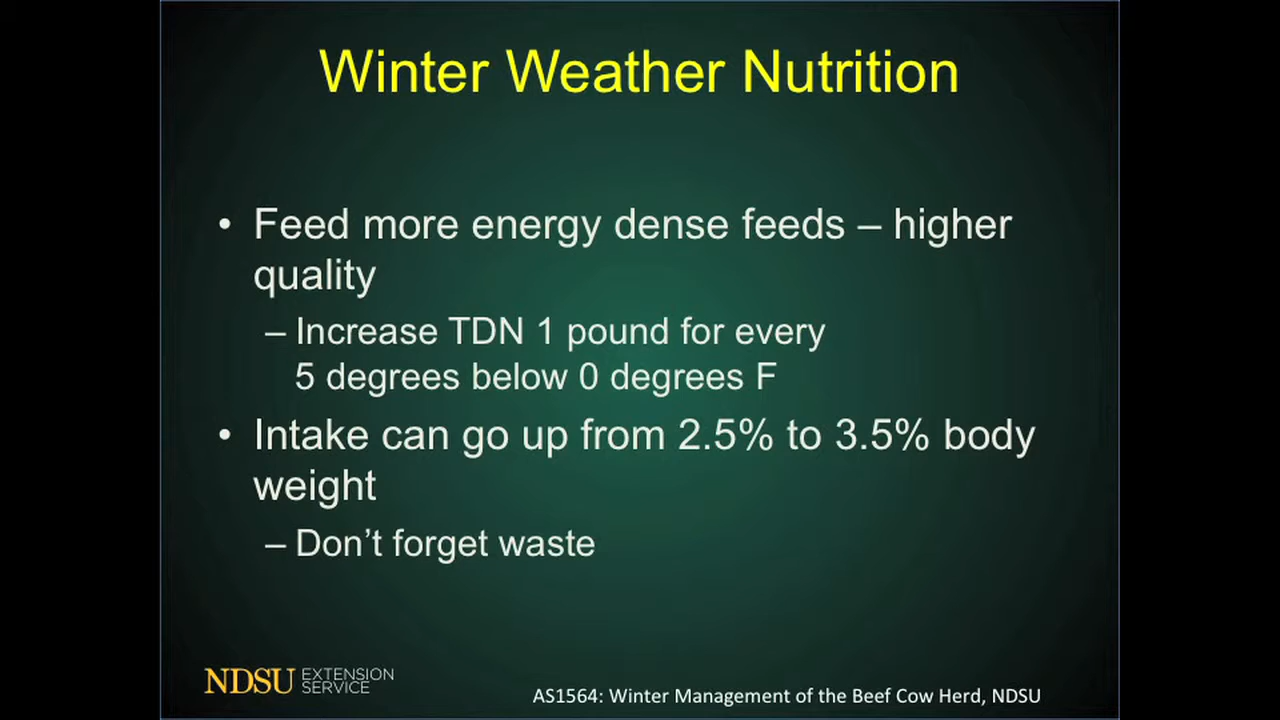 Winter Weather Nutrition
• Feed more energy dense feeds – higher
quality
– Increase TDN 1 pound for every
5 degrees below 0 degrees F
• Intake can go up from 2.5% to 3.5% body
weight
– Don’t forget waste
NDSU EXTENSION
SERVICE
AS1564: Winter Management of the Beef Cow Herd, NDSU